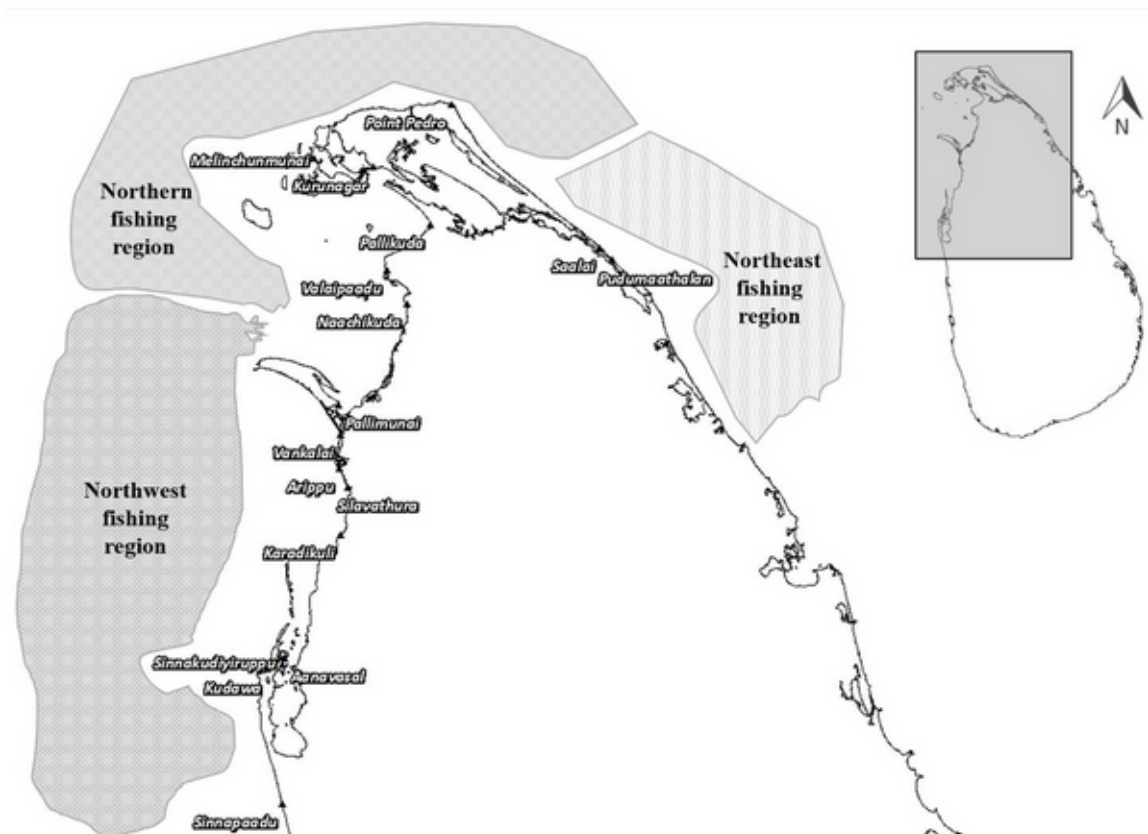 Point Pedro
Melinchunmunai
Kurunagar
Northern
fishing
region
Pallikuda
Saalai
Pudumaathalan
Northeast
fishing
region
Valaipaadu
Naachikuda
Pallimunai
Vankalai
Northwest
fishing
region
Arippu
Silavathura
Karadikuli
Sinnakudiyiruppu
Aanavasal
Kudawa
Sinnapaadu
N